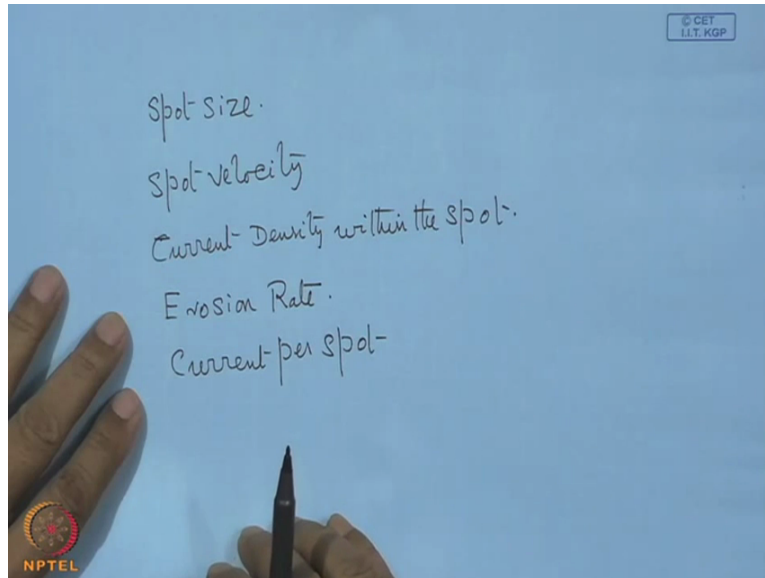 © CET
I.I.T. KGP
Spot size.
Spot velocity
Current Density within the spot.
Erosion Rate.
Current per spot
NPTEL